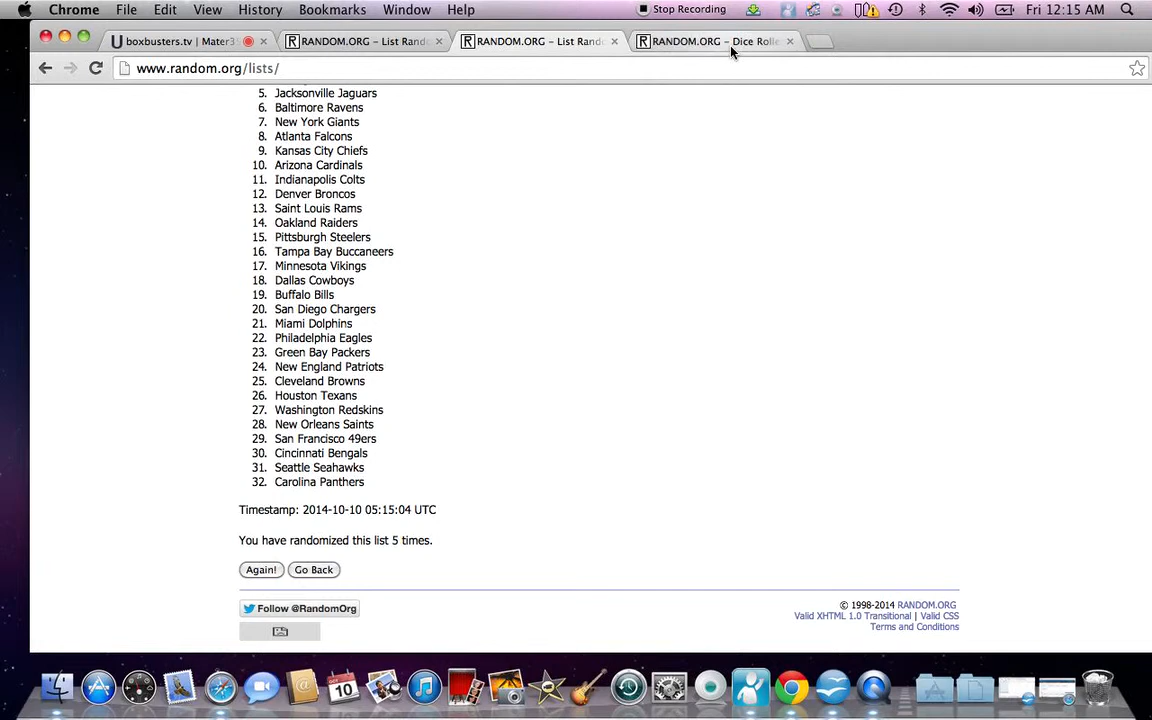 Chrome File Edit View History Bookmarks Window Help Stop Recording Fri 12:15 AM
boxbusters.tv | Mater3 RANDOM.ORG - List Rand RANDOM.ORG - List Rand RANDOM.ORG - Dice Rolle
www.random.org/lists/
5. Jacksonville Jaguars
6. Baltimore Ravens
7. New York Giants
8. Atlanta Falcons
9. Kansas City Chiefs
10. Arizona Cardinals
11. Indianapolis Colts
12. Denver Broncos
13. Saint Louis Rams
14. Oakland Raiders
15. Pittsburgh Steelers
16. Tampa Bay Buccaneers
17. Minnesota Vikings
18. Dallas Cowboys
19. Buffalo Bills
20. San Diego Chargers
21. Miami Dolphins
22. Philadelphia Eagles
23. Green Bay Packers
24. New England Patriots
25. Cleveland Browns
26. Houston Texans
27. Washington Redskins
28. New Orleans Saints
29. San Francisco 49ers
30. Cincinnati Bengals
31. Seattle Seahawks
32. Carolina Panthers
Timestamp: 2014-10-10 05:15:04 UTC
You have randomized this list 5 times.
Again! Go Back
Follow @RandomOrg
© 1998-2014 RANDOM.ORG
Valid XHTML 1.0 Transitional | Valid CSS
Terms and Conditions
OCT
10